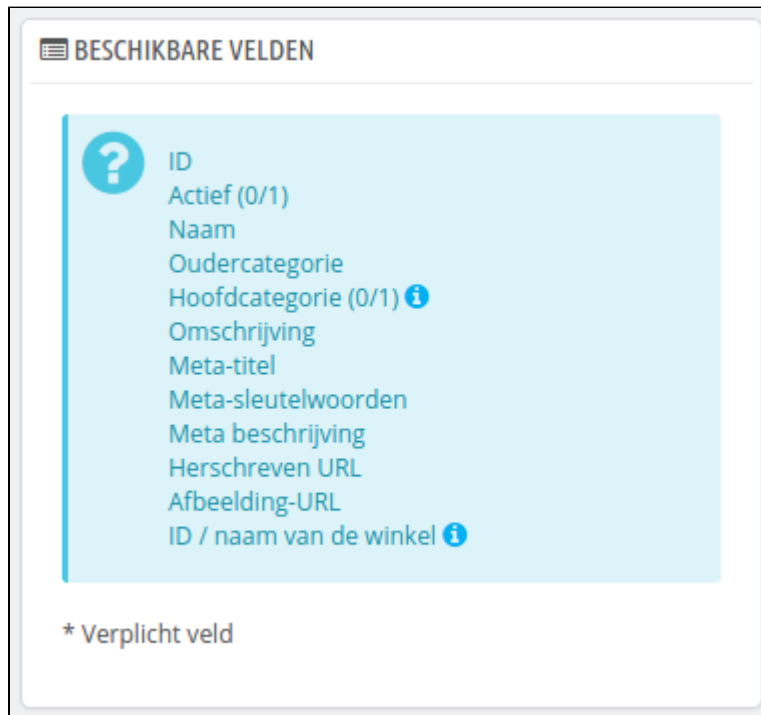 BESCHIKBARE VELDEN
ID
Actief (0/1)
Naam
Oudercategorie
Hoofdcategorie (0/1)
Omschrijving
Meta-titel
Meta-sleutelwoorden
Meta beschrijving
Herschreven URL
Afbeelding-URL
ID / naam van de winkel
* Verplicht veld